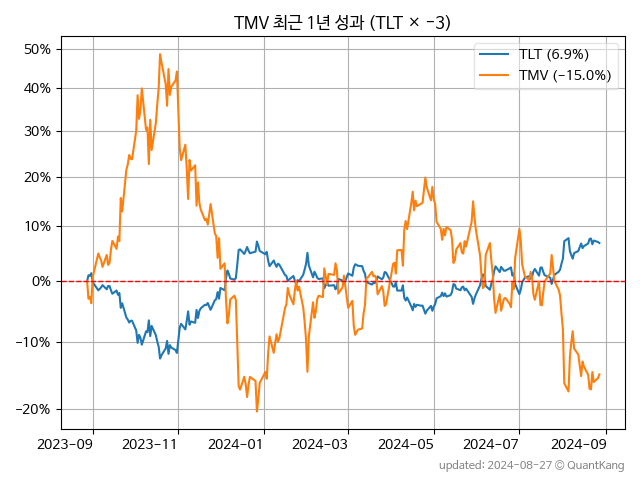 TMV 최근 1년 성과 (TLT × −3)
TLT (6.9%)
TMV (−15.0%)
50%
40%
30%
20%
10%
0%
−10%
−20%
2023-09 2023-11 2024-01 2024-03 2024-05 2024-07 2024-09
updated: 2024-08-27 © QuantKang